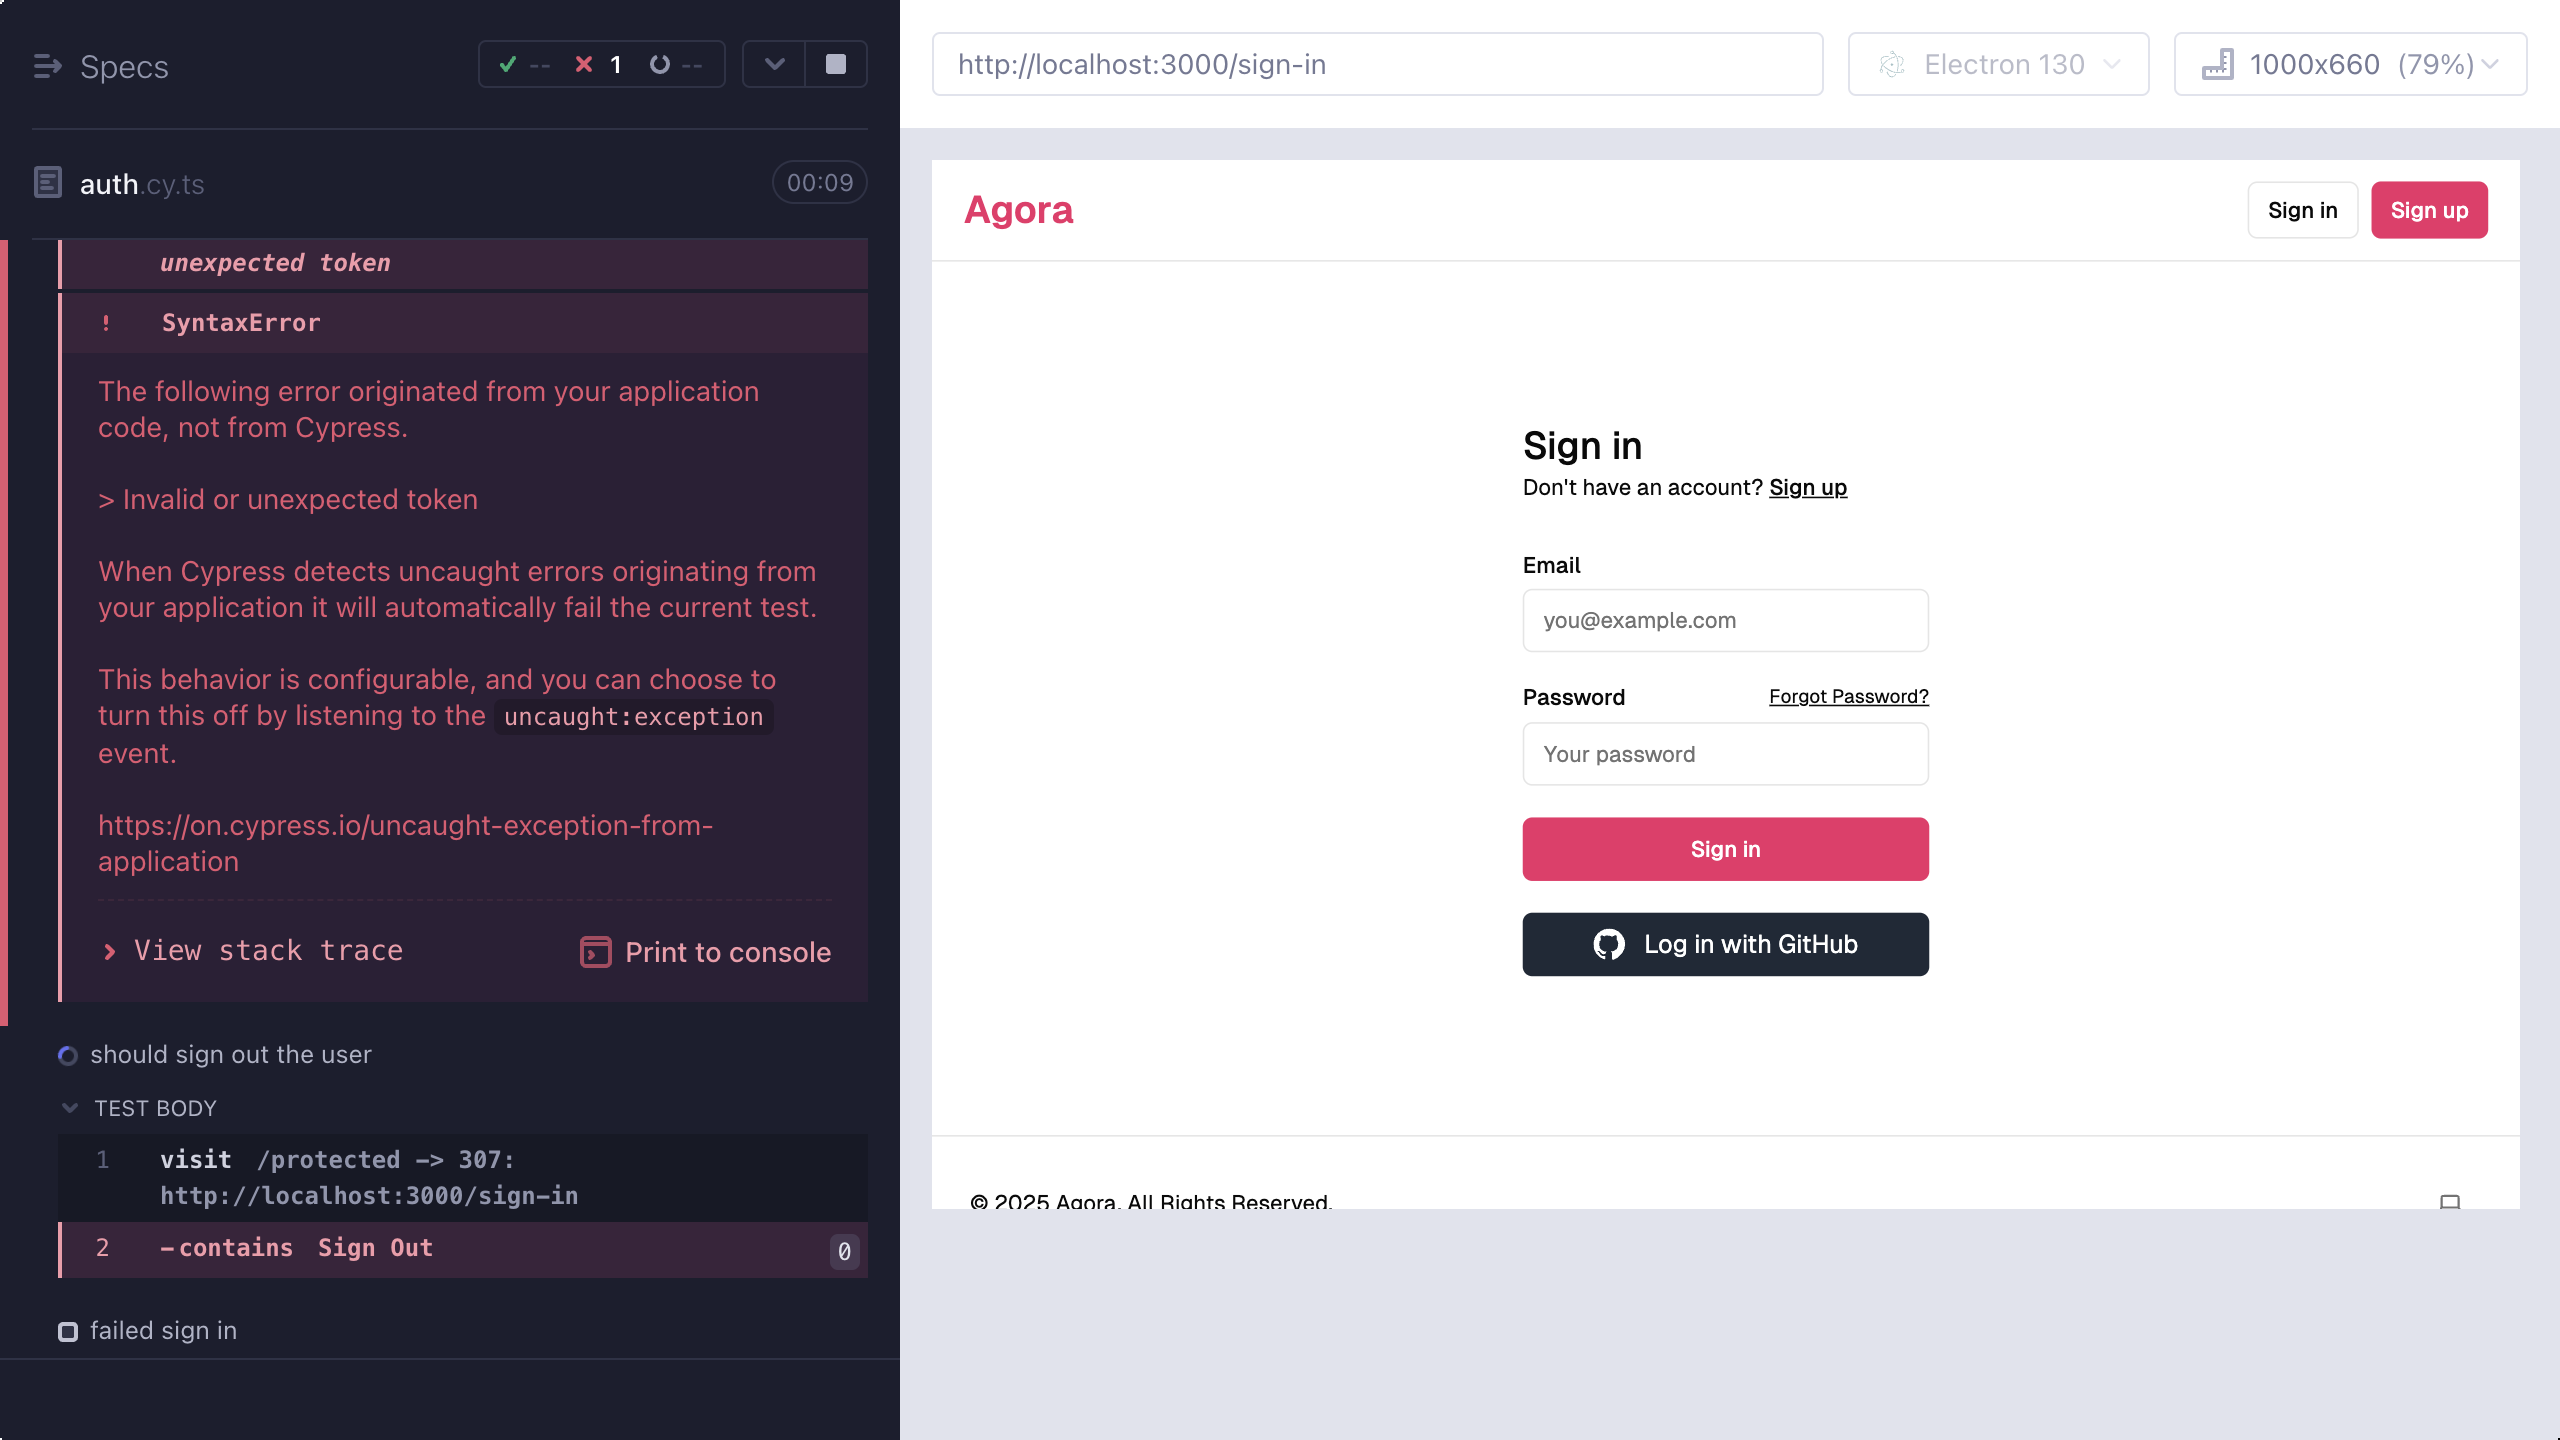 Specs
-- 1 --
auth.cy.ts
00:09
unexpected token
! SyntaxError
The following error originated from your application
code, not from Cypress.
> Invalid or unexpected token
When Cypress detects uncaught errors originating from
your application it will automatically fail the current test.
This behavior is configurable, and you can choose to
turn this off by listening to the uncaught:exception
event.
https://on.cypress.io/uncaught-exception-from-
application
View stack trace
Print to console
should sign out the user
TEST BODY
1 visit /protected -> 307:
http://localhost:3000/sign-in
2 -contains Sign Out 0
failed sign in
http://localhost:3000/sign-in
Electron 130
1000x660 (79%)
Agora
Sign in
Sign up
Sign in
Don't have an account? Sign up
Email
you@example.com
Password
Forgot Password?
Your password
Sign in
Log in with GitHub
© 2025 Agora. All Rights Reserved.